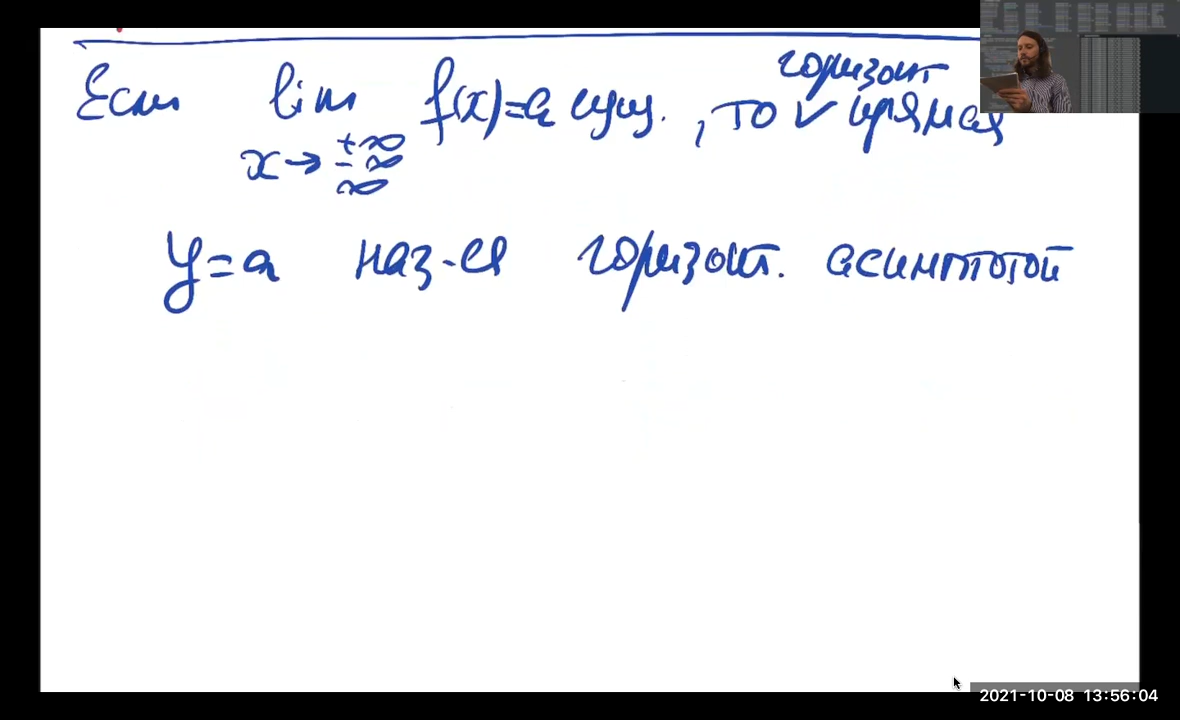 Если lim f(x)=a сущ., то ✓ прямая
горизонт
x→ +∞
−∞
∞
y=a наз-ся горизонт. асимптотой
2021-10-08 13:56:04